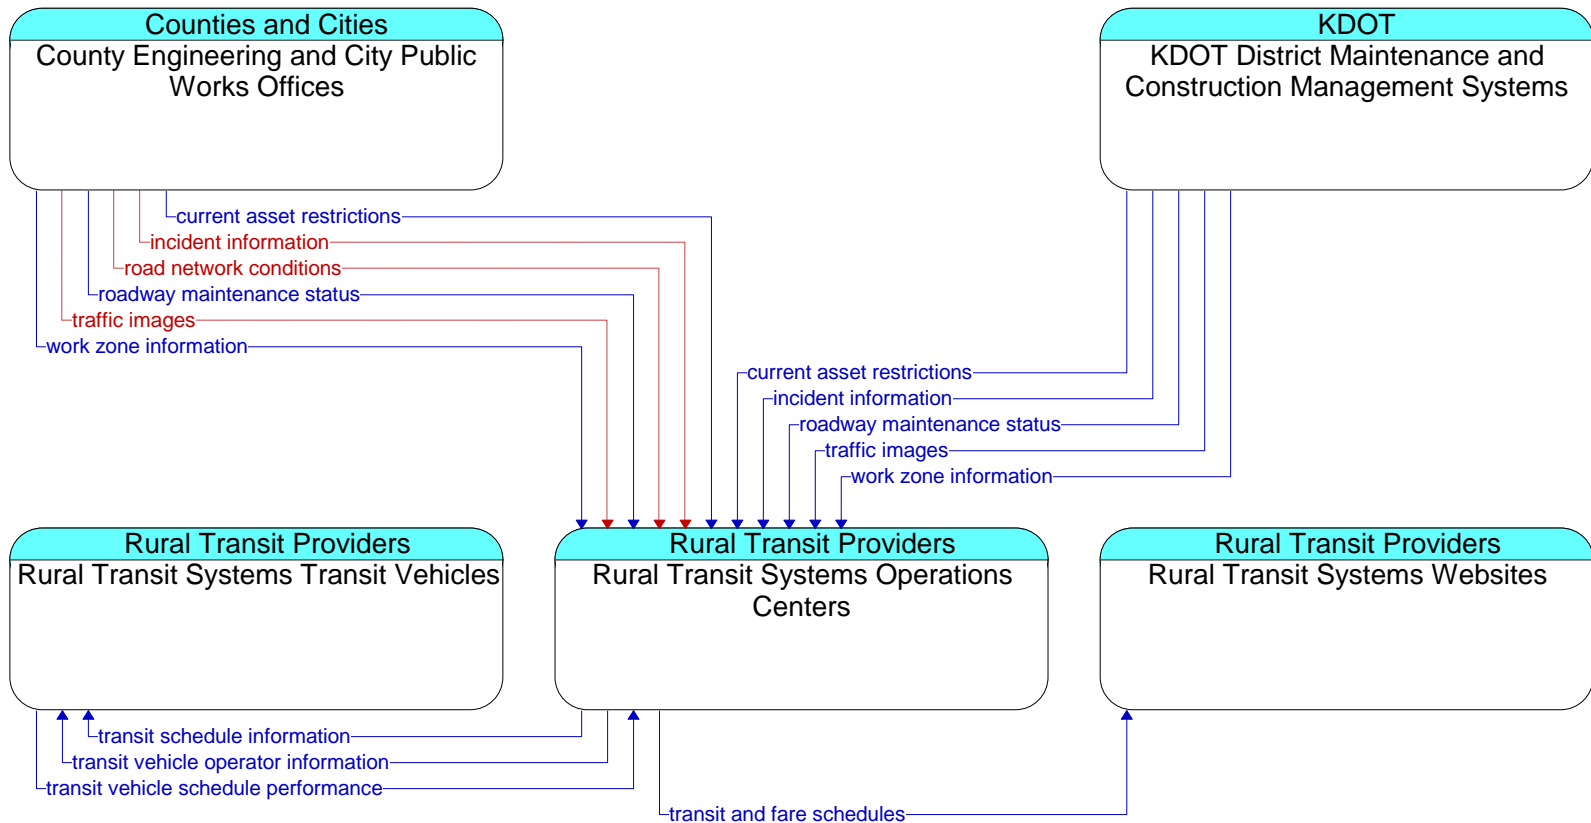 Counties and Cities
County Engineering and City Public
Works Offices
KDOT
KDOT District Maintenance and
Construction Management Systems
current asset restrictions
incident information
road network conditions
roadway maintenance status
traffic images
work zone information
current asset restrictions
incident information
roadway maintenance status
traffic images
work zone information
Rural Transit Providers
Rural Transit Systems Transit Vehicles
Rural Transit Providers
Rural Transit Systems Operations
Centers
Rural Transit Providers
Rural Transit Systems Websites
transit schedule information
transit vehicle operator information
transit vehicle schedule performance
transit and fare schedules